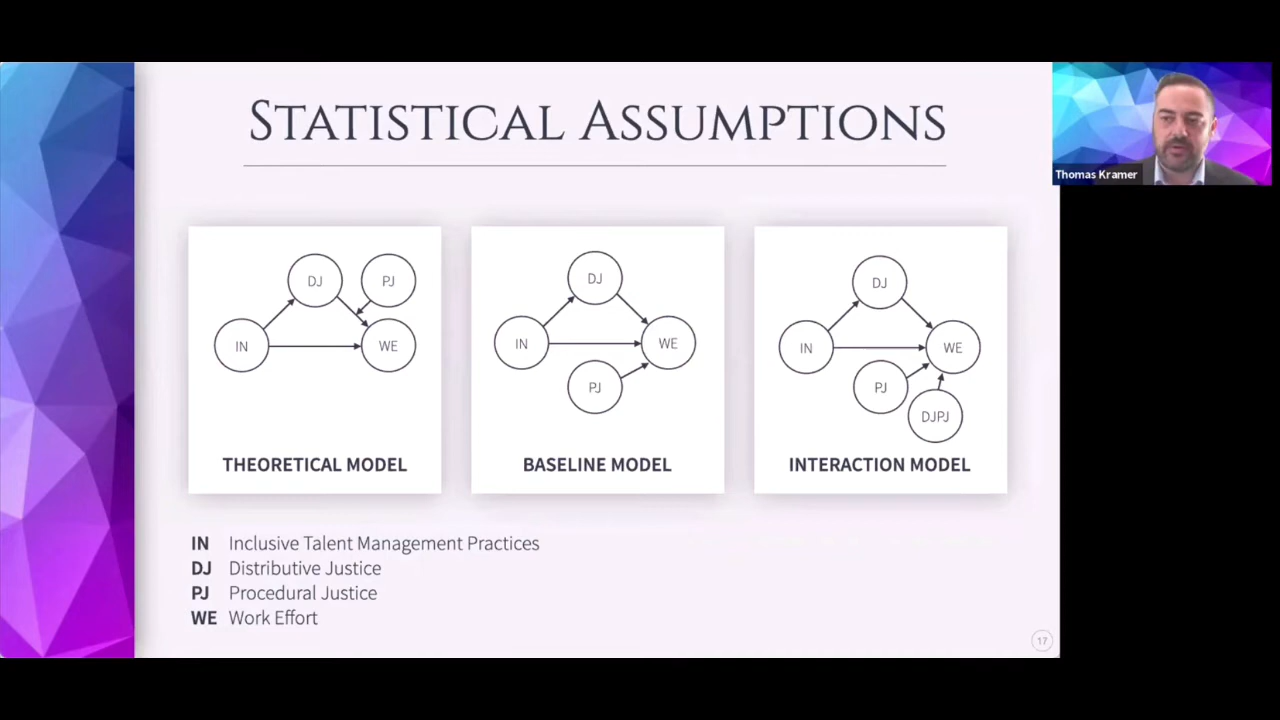 STATISTICAL ASSUMPTIONS
Thomas Kramer
DJ
PJ
IN
WE
THEORETICAL MODEL
DJ
IN
WE
PJ
BASELINE MODEL
DJ
IN
WE
PJ
DJPJ
INTERACTION MODEL
IN Inclusive Talent Management Practices
DJ Distributive Justice
PJ Procedural Justice
WE Work Effort
17